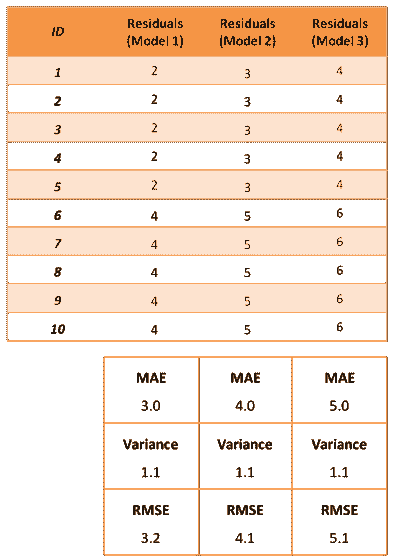 ID Residuals (Model 1) Residuals (Model 2) Residuals (Model 3)
1 2 3 4
2 2 3 4
3 2 3 4
4 2 3 4
5 2 3 4
6 4 5 6
7 4 5 6
8 4 5 6
9 4 5 6
10 4 5 6
MAE MAE MAE
3.0 4.0 5.0
Variance Variance Variance
1.1 1.1 1.1
RMSE RMSE RMSE
3.2 4.1 5.1